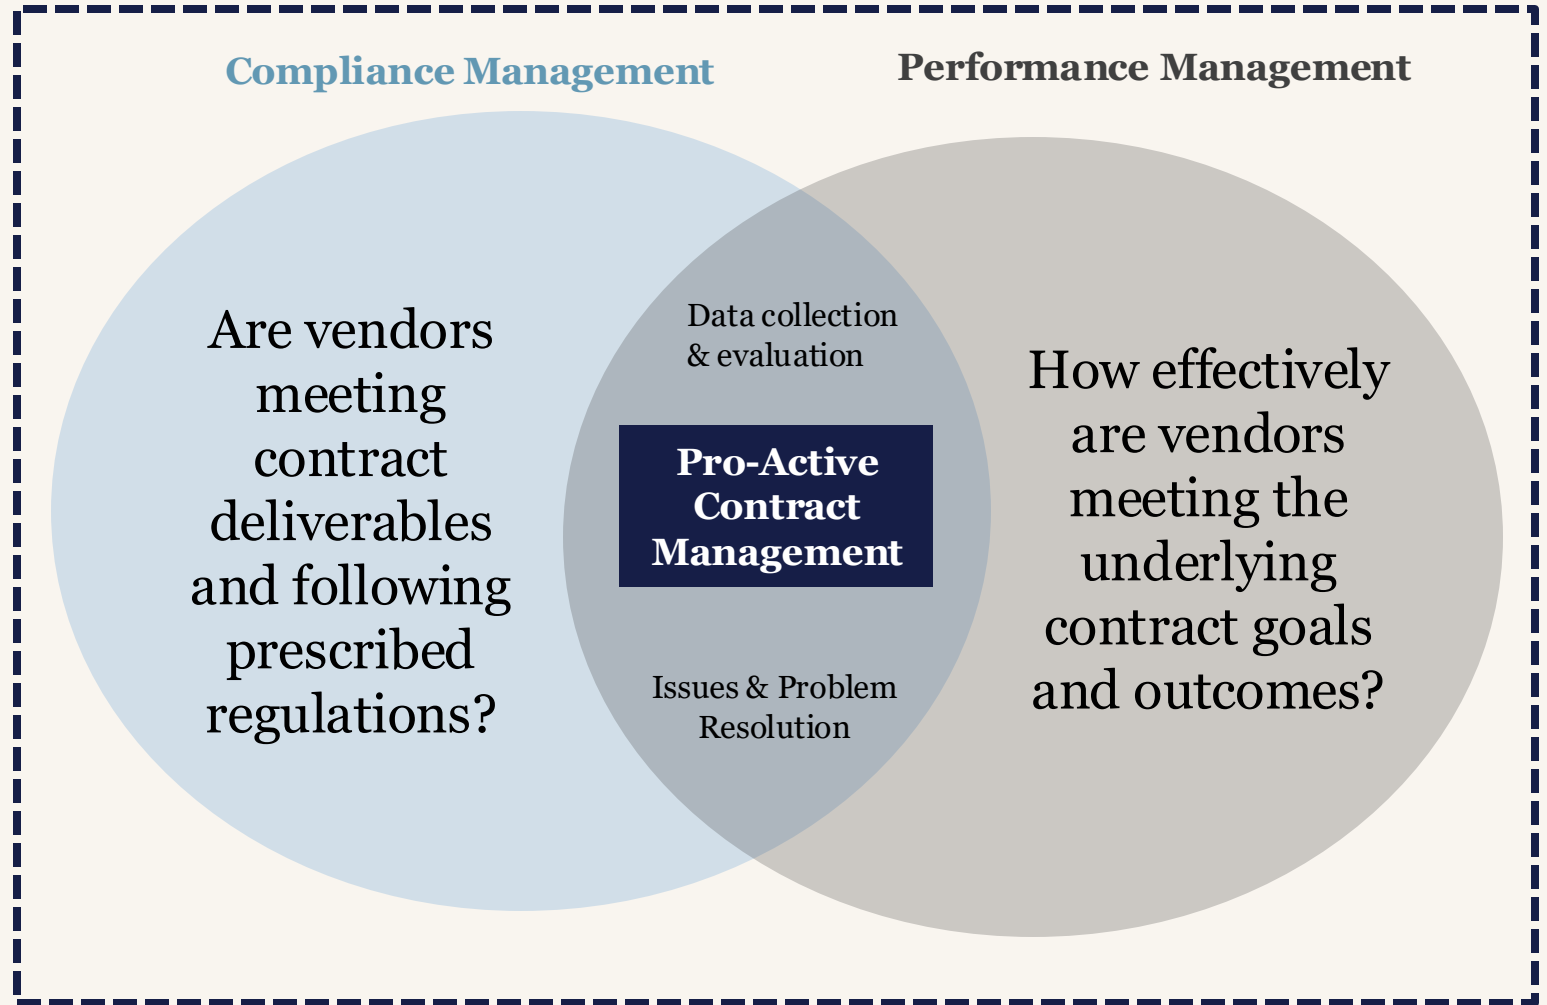 Compliance Management
Performance Management
Are vendors
meeting
contract
deliverables
and following
prescribed
regulations?
Data collection
& evaluation
Pro-Active
Contract
Management
Issues & Problem
Resolution
How effectively
are vendors
meeting the
underlying
contract goals
and outcomes?